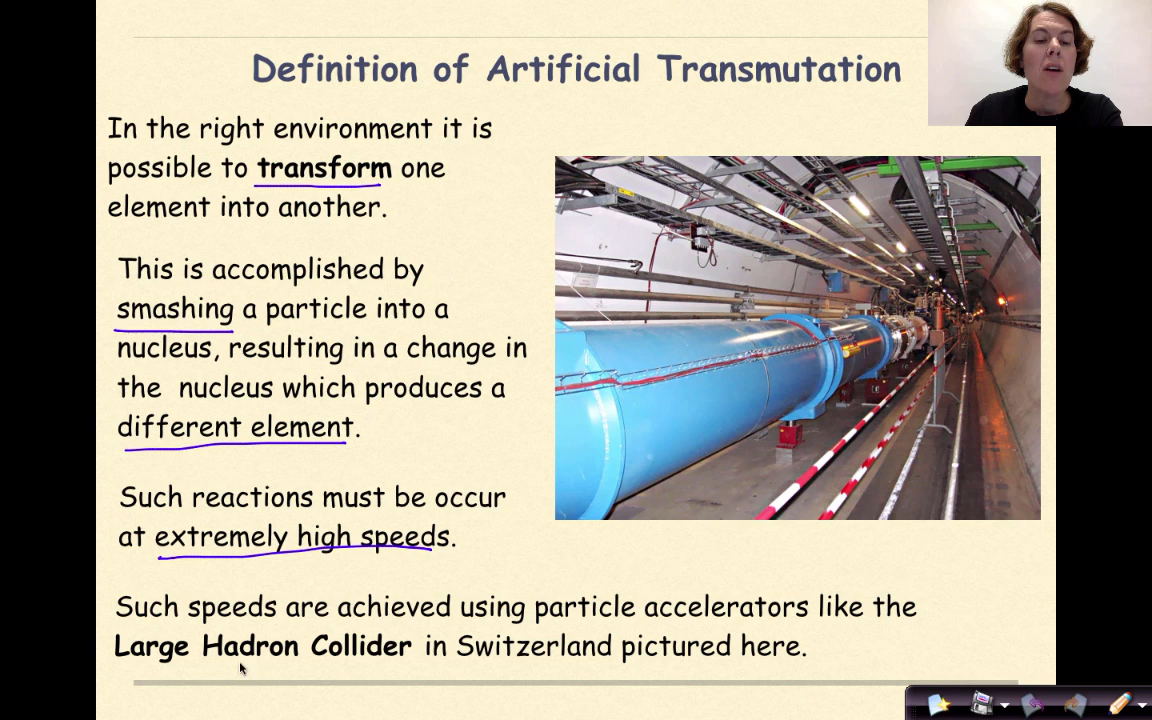 Definition of Artificial Transmutation
In the right environment it is
possible to transform one
element into another.
This is accomplished by
smashing a particle into a
nucleus, resulting in a change in
the nucleus which produces a
different element.
Such reactions must be occur
at extremely high speeds.
Such speeds are achieved using particle accelerators like the
Large Hadron Collider in Switzerland pictured here.